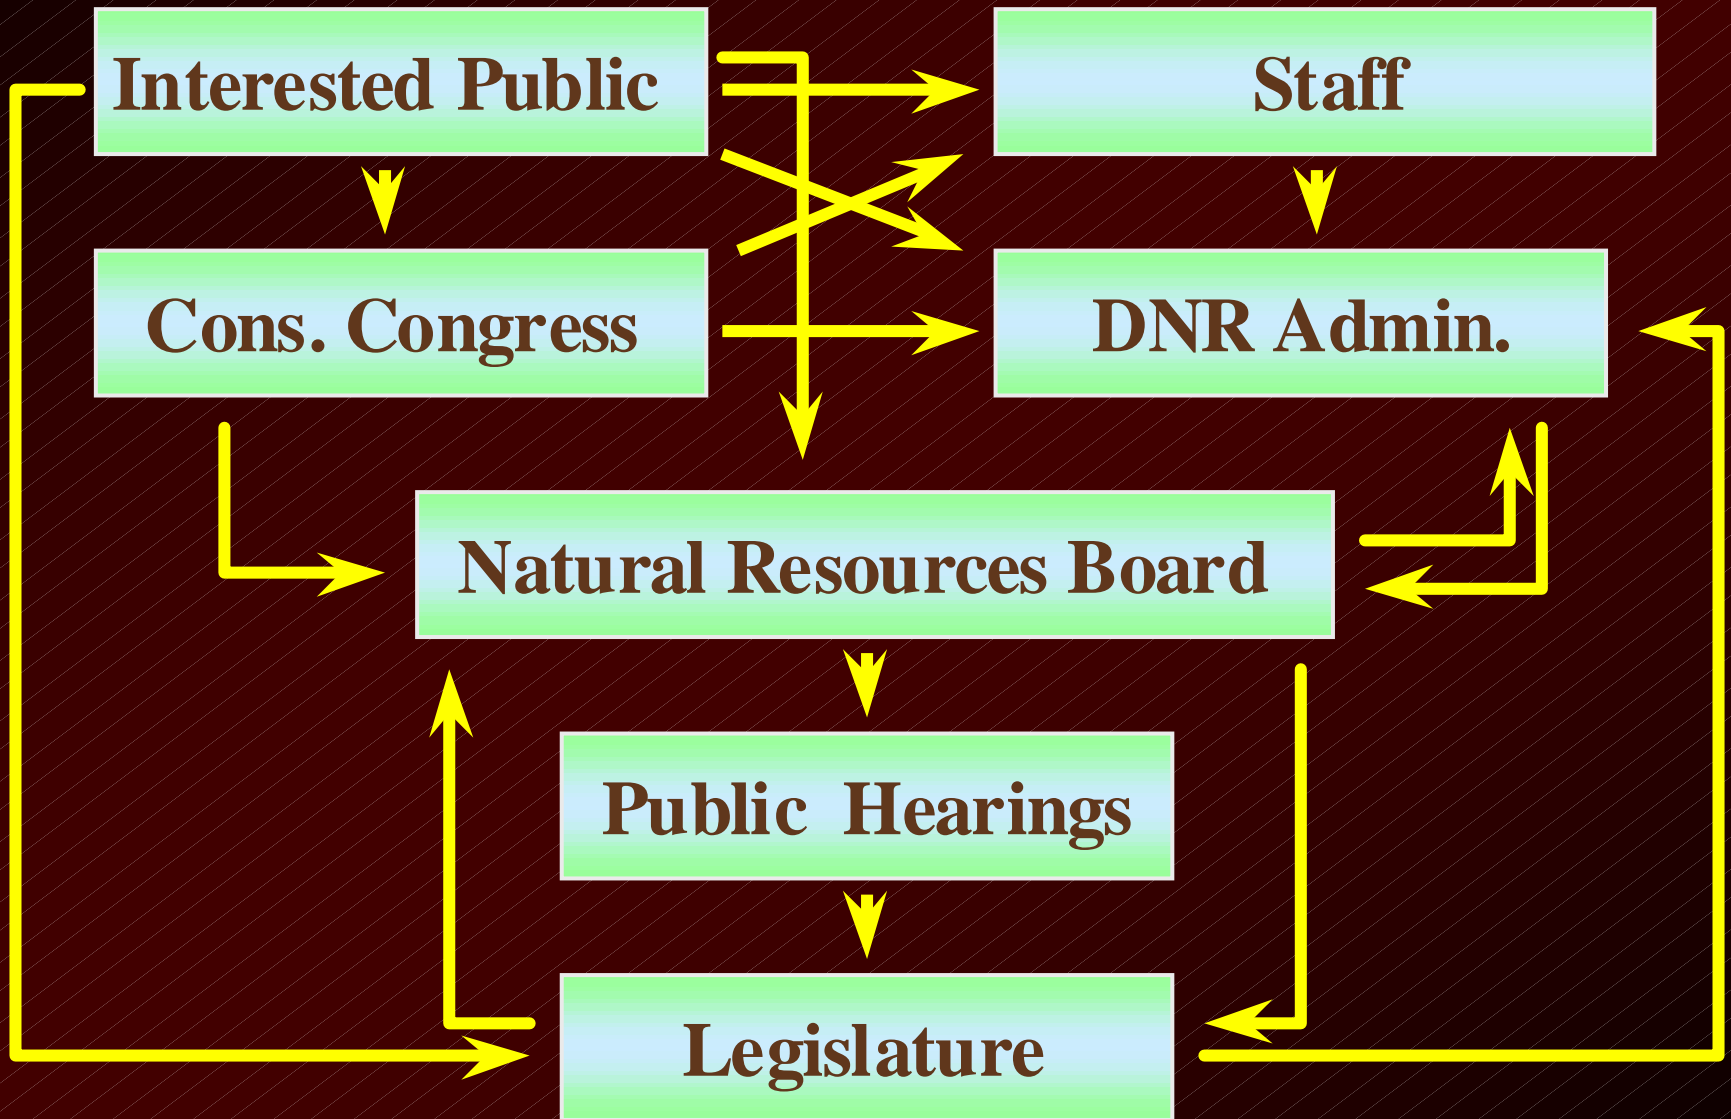 Interested Public
Staff
Cons. Congress
DNR Admin.
Natural Resources Board
Public Hearings
Legislature